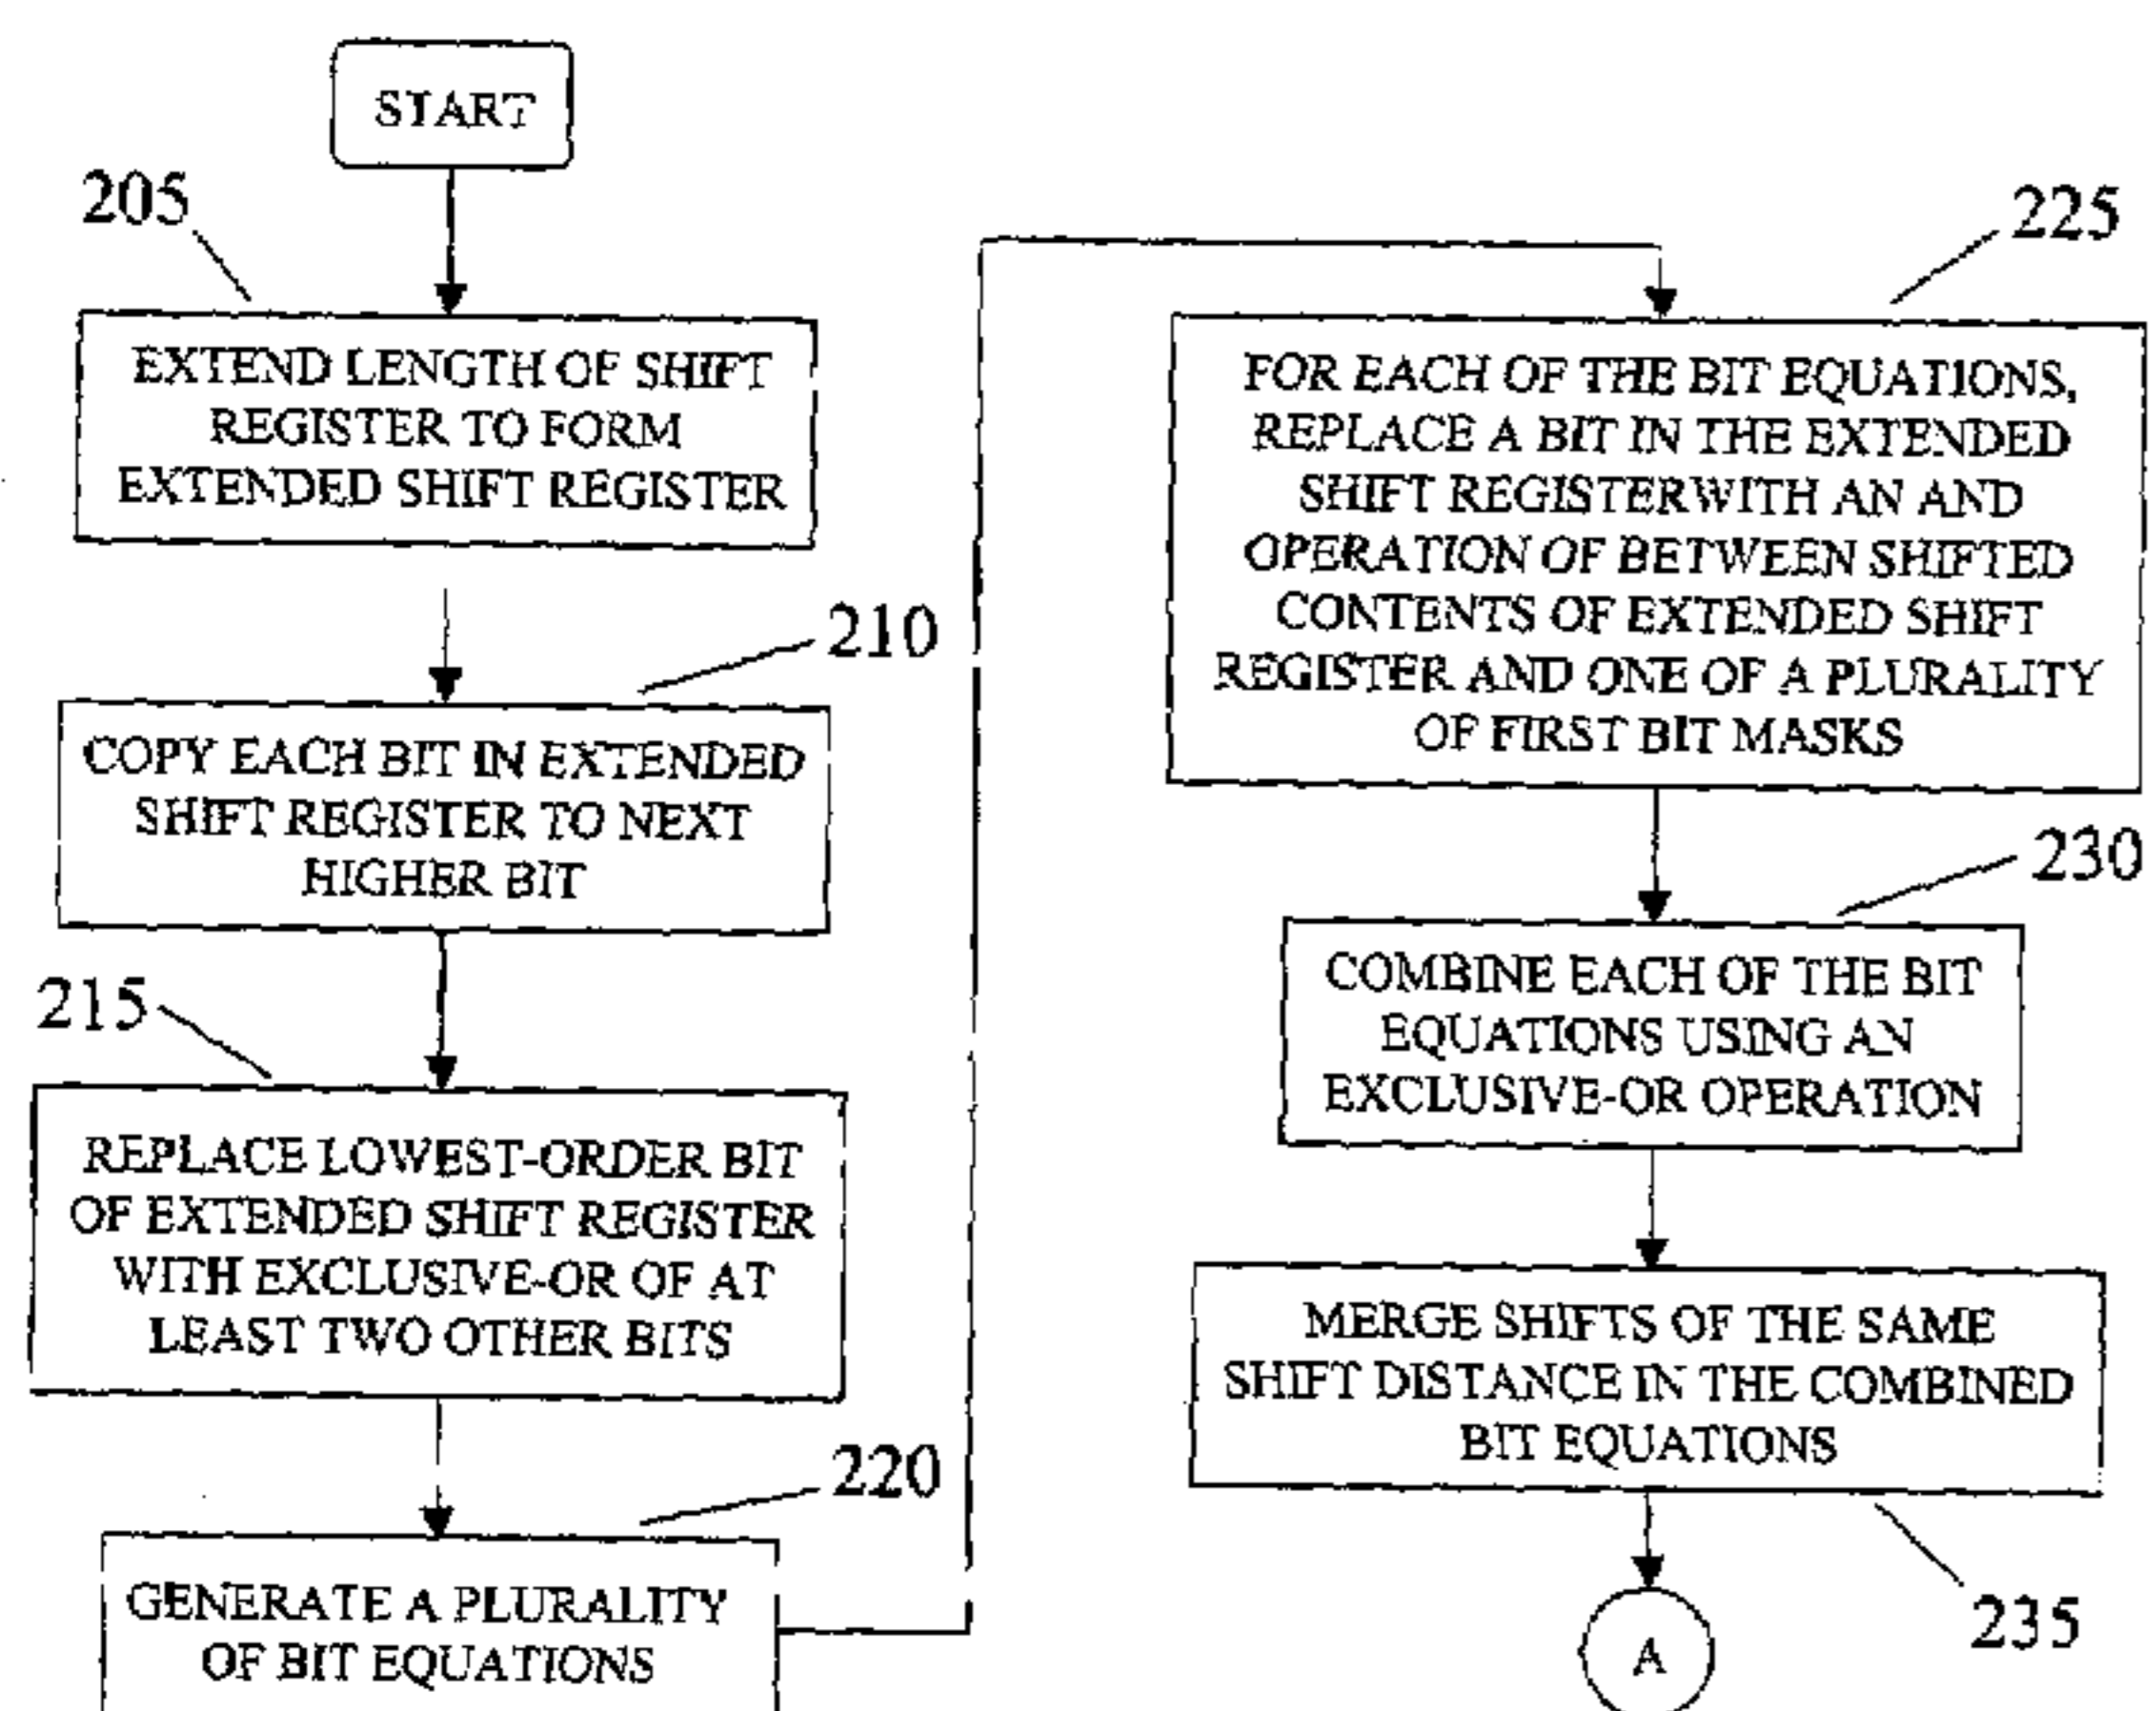 START
205
EXTEND LENGTH OF SHIFT
REGISTER TO FORM
EXTENDED SHIFT REGISTER
210
COPY EACH BIT IN EXTENDED
SHIFT REGISTER TO NEXT
HIGHER BIT
215
REPLACE LOWEST-ORDER BIT
OF EXTENDED SHIFT REGISTER
WITH EXCLUSIVE-OR OF AT
LEAST TWO OTHER BITS
220
GENERATE A PLURALITY
OF BIT EQUATIONS
225
FOR EACH OF THE BIT EQUATIONS,
REPLACE A BIT IN THE EXTENDED
SHIFT REGISTERWITH AN AND
OPERATION OF BETWEEN SHIFTED
CONTENTS OF EXTENDED SHIFT
REGISTER AND ONE OF A PLURALITY
OF FIRST BIT MASKS
230
COMBINE EACH OF THE BIT
EQUATIONS USING AN
EXCLUSIVE-OR OPERATION
MERGE SHIFTS OF THE SAME
SHIFT DISTANCE IN THE COMBINED
BIT EQUATIONS
235
A